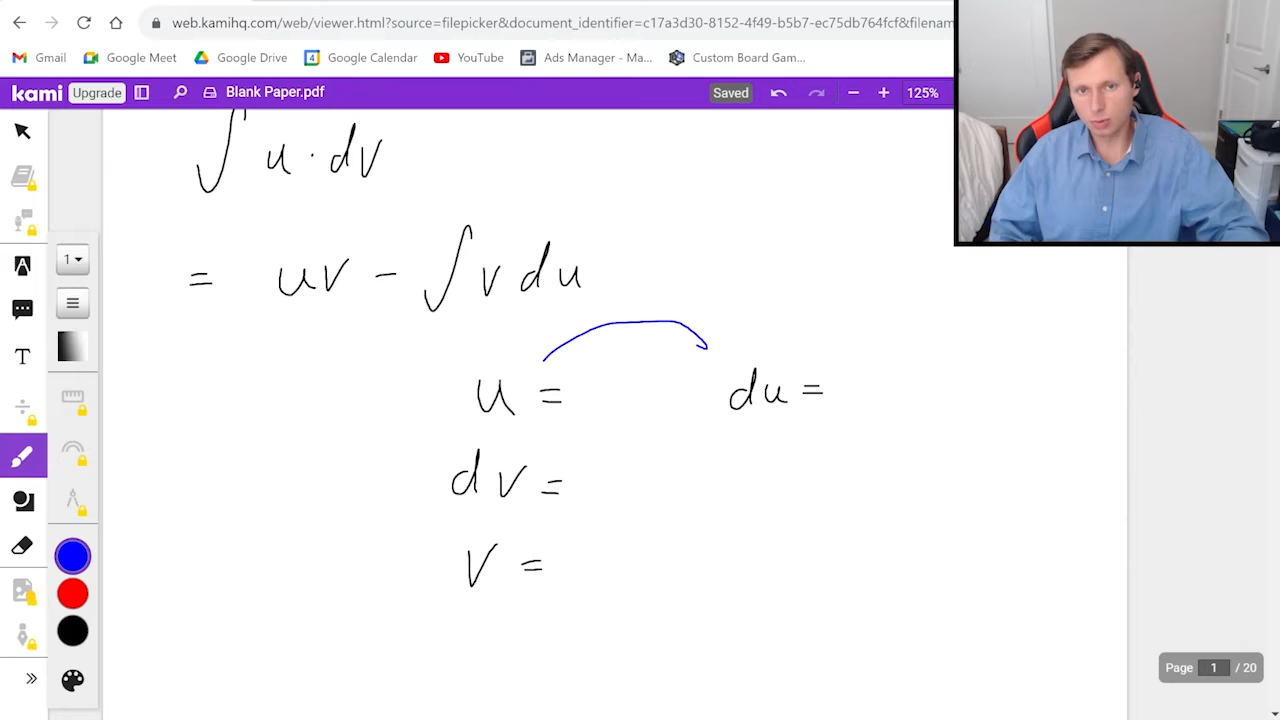 web.kamihq.com/web/viewer.html?source=filepicker&document_identifier=c17a3d30-8152-4f49-b5b7-ec75db764fcf&filenam
Gmail Google Meet Google Drive 4 Google Calendar YouTube Ads Manager - Ma... Custom Board Gam...
kami Upgrade Blank Paper.pdf Saved 125%
∫ u · dv
= uv - ∫ v du
u = du =
dv =
v =
A
T
1
Page 1 / 20